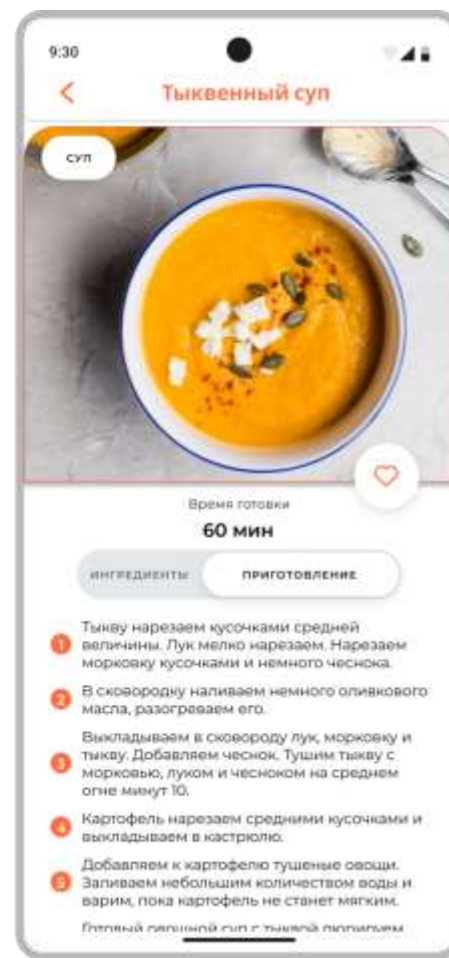 9:30
Тыквенный суп
СУП
Время готовки
60 мин
ИНГРЕДИЕНТЫ
ПРИГОТОВЛЕНИЕ
1 Тыкву нарезаем кусочками средней
величины. Лук мелко нарезаем. Нарезаем
морковку кусочками и немного чеснока.
2 В сковородку наливаем немного оливкового
масла, разогреваем его.
3 Выкладываем в сковороду лук, морковку и
тыкву. Добавляем чеснок. Тушим тыкву с
морковью, луком и чесноком на среднем
огне минут 10.
4 Картофель нарезаем средними кусочками и
выкладываем в кастрюлю.
5 Добавляем к картофелю тушеные овощи.
Заливаем небольшим количеством воды и
варим, пока картофель не станет мягким.
Готовый овощной суп с тыквой пюрируем